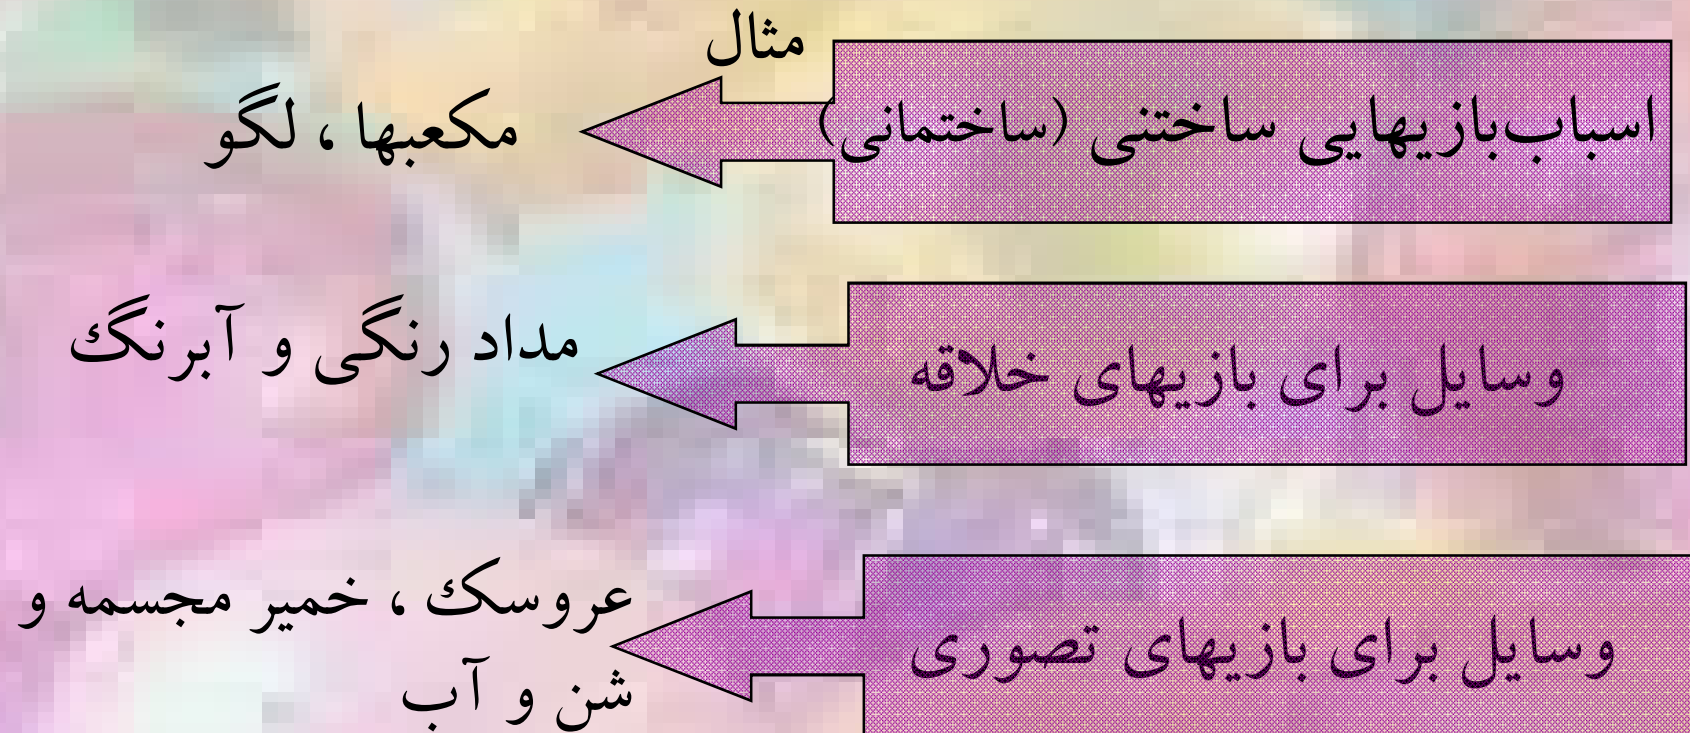 مثال
اسباب‌بازیهایی ساختنی (ساختمانی)
مکعبها ، لگو
وسایل برای بازیهای خلاقه
مداد رنگی و آبرنگ
وسایل برای بازیهای تصوری
عروسک ، خمیر مجسمه و
شن و آب